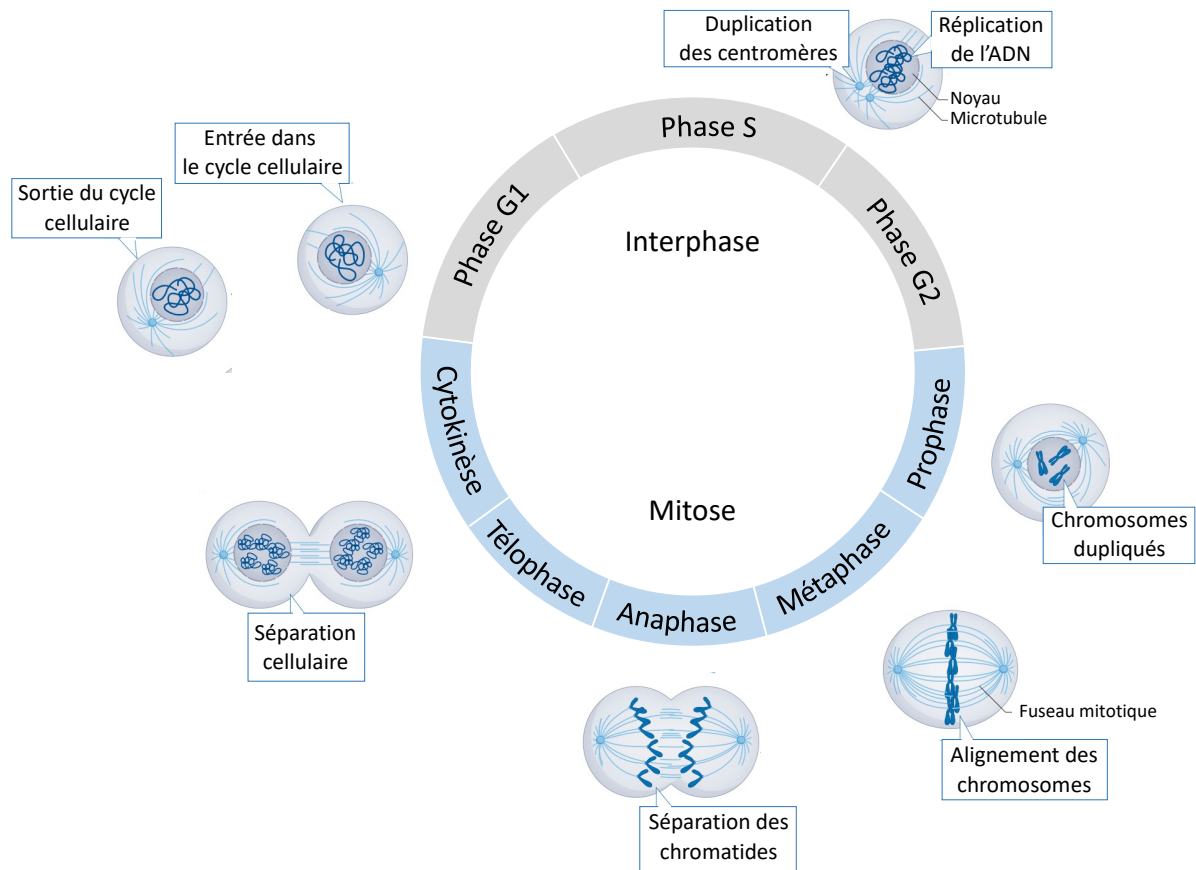 Duplication
des centromères
Réplication
de l'ADN
Noyau
Microtubule
Entrée dans
le cycle cellulaire
Sortie du cycle
cellulaire
Phase G1
Phase S
Phase G2
Interphase
Mitose
Prophase
Métaphase
Anaphase
Télophase
Cytokinèse
Chromosomes
dupliqués
Fuseau mitotique
Alignement des
chromosomes
Séparation des
chromatides
Séparation
cellulaire